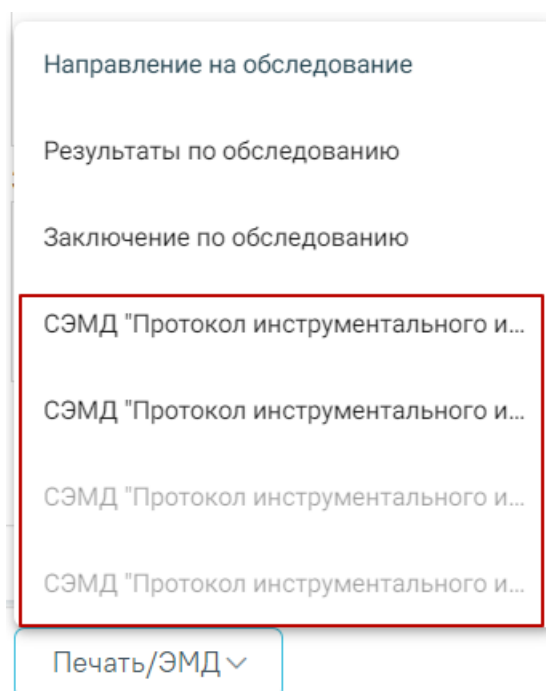 Направление на обследование
Результаты по обследованию
Заключение по обследованию
СЭМД "Протокол инструментального и...
СЭМД "Протокол инструментального и...
СЭМД "Протокол инструментального и...
СЭМД "Протокол инструментального и...
Печать/ЭМД